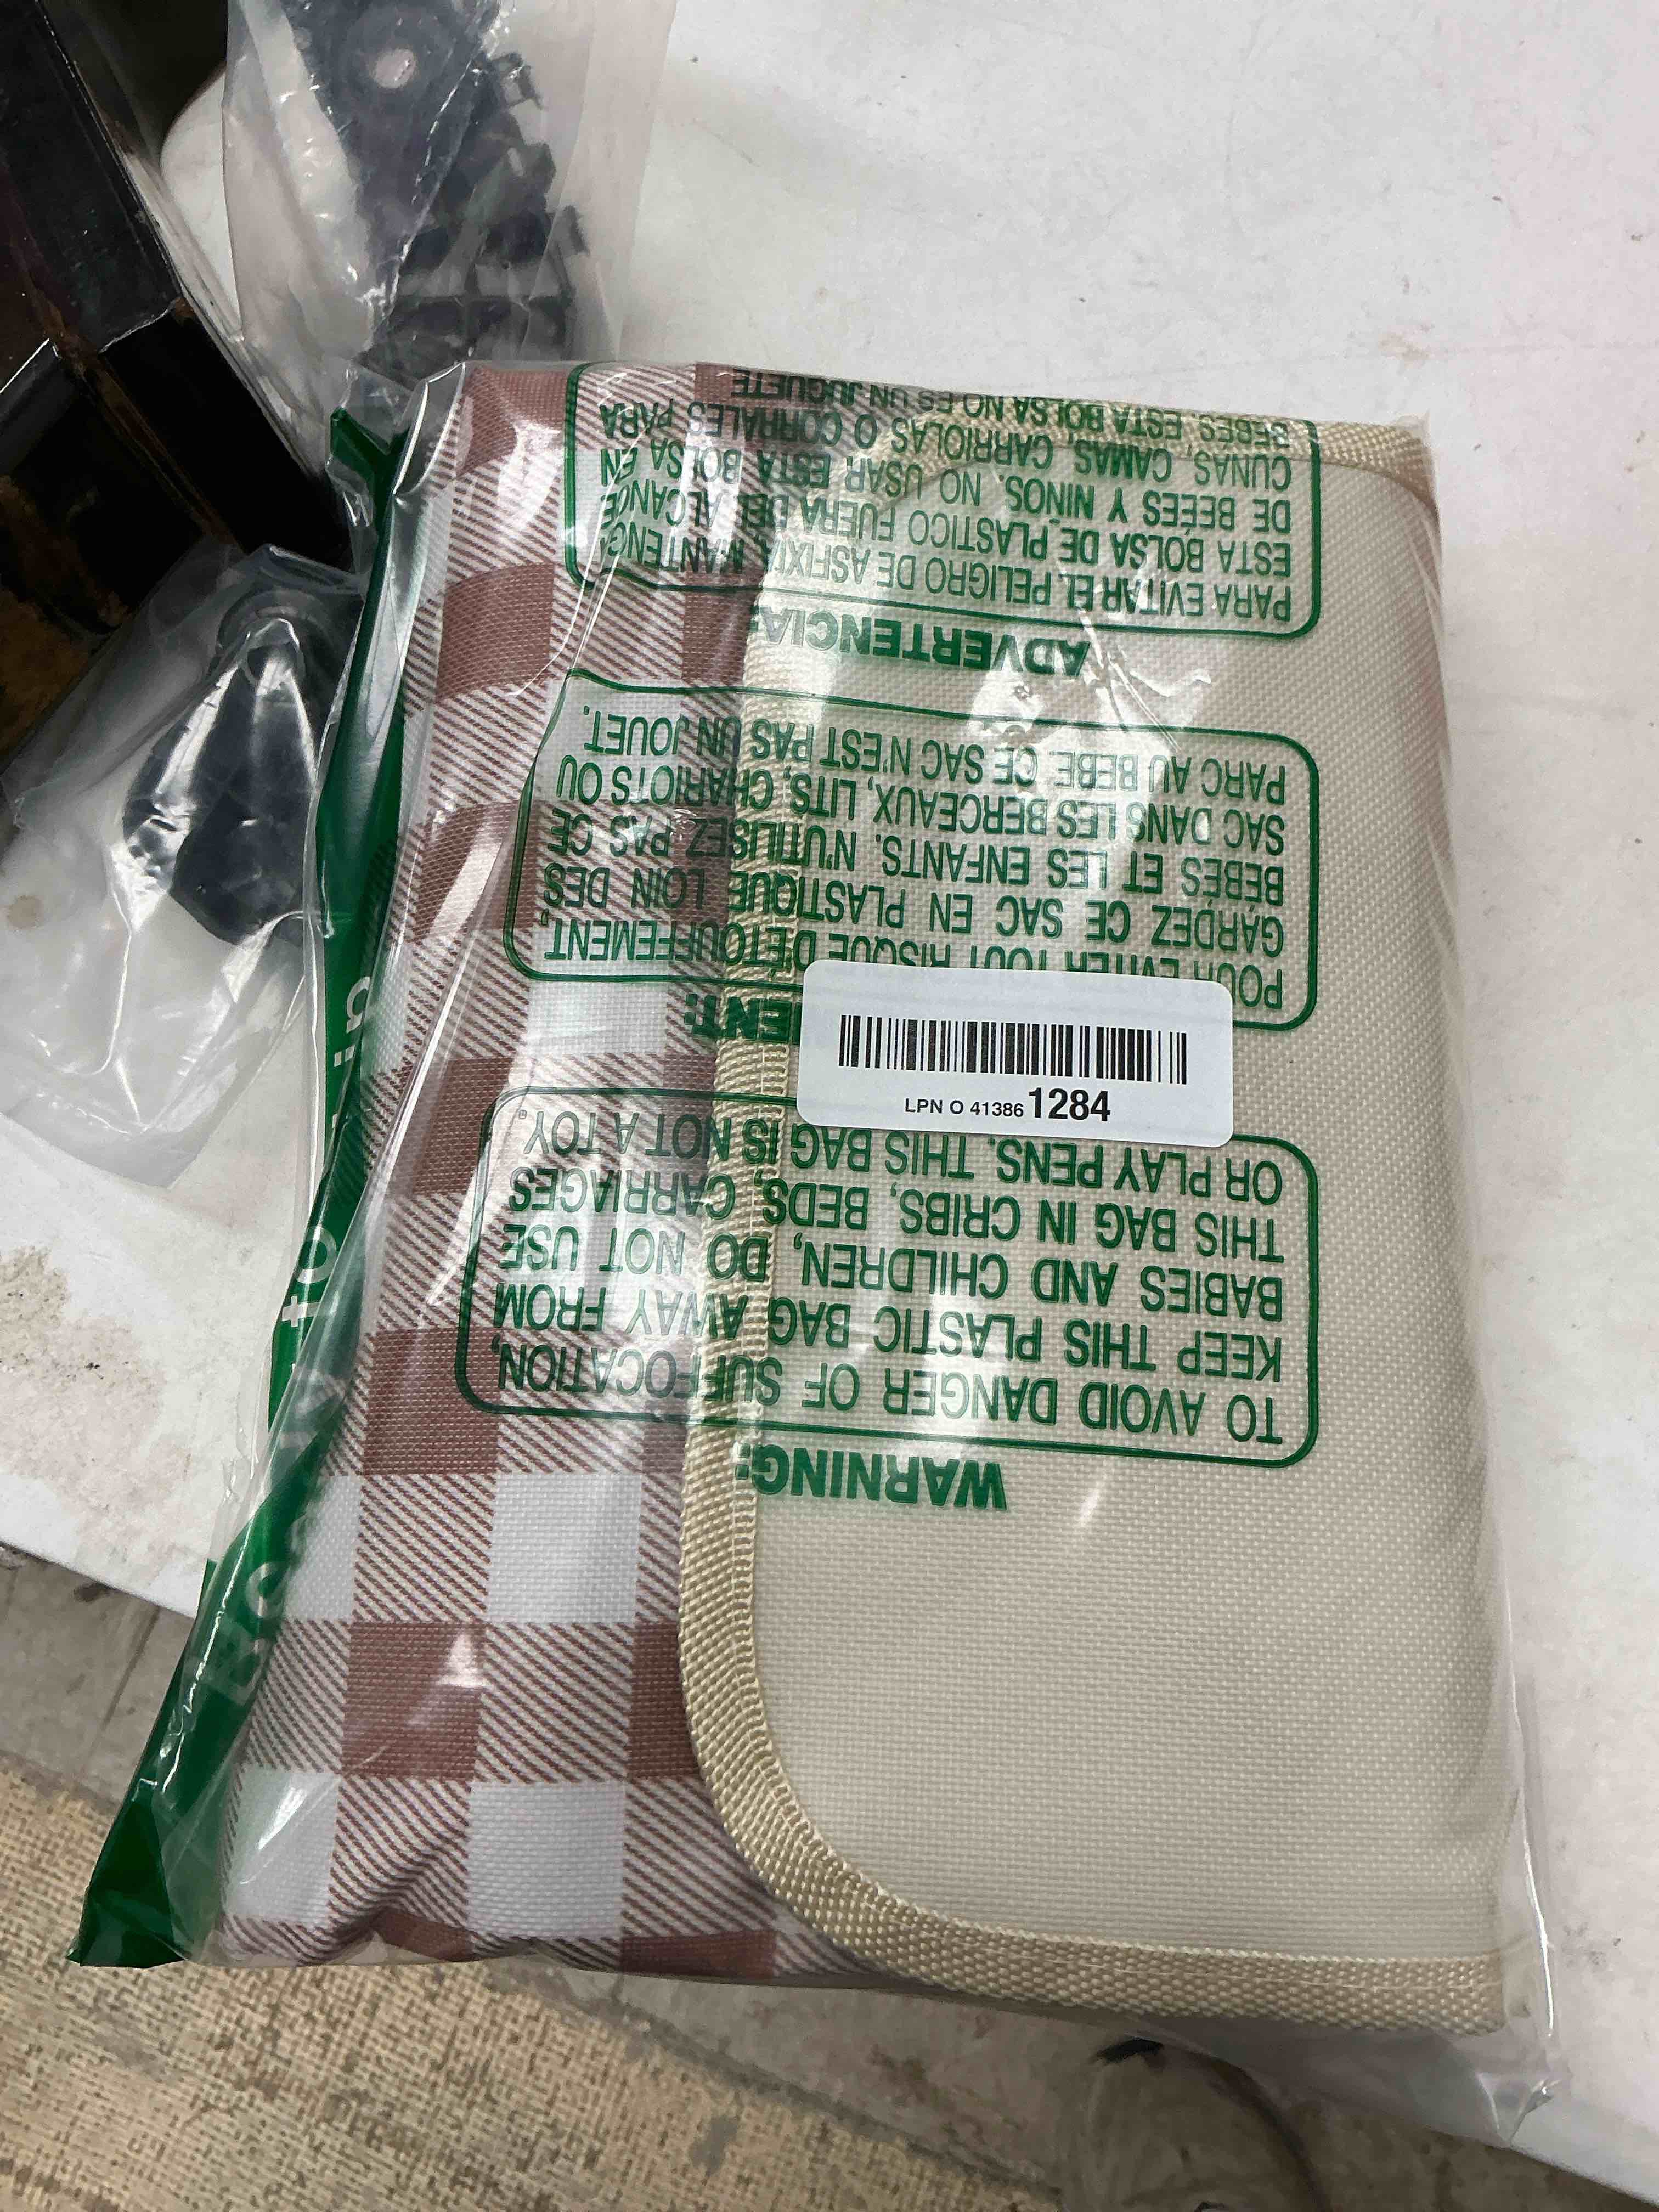 WARNING:
TO AVOID DANGER OF SUFFOCATION,
KEEP THIS PLASTIC BAG AWAY FROM
BABIES AND CHILDREN, DO NOT USE
THIS BAG IN CRIBS, BEDS, CARRIAGES
OR PLAY PENS. THIS BAG IS NOT A TOY.
LPN O 41386 1284
ENT:
POUR EVITER TOUT RISQUE D'ETOUFFEMENT,
GARDEZ CE SAC EN PLASTIQUE LOIN DES
BÉBÉS ET LES ENFANTS. N'UTILISEZ PAS CE
SAC DANS LES BERCEAUX, LITS, CHARIOTS OU
PARC AU BEBE. CE SAC N'EST PAS UN JOUET.
ADVERTENCIA:
PARA EVITAR EL PELIGRO DE ASFIXIA, MANTENGA
ESTA BOLSA DE PLASTICO FUERA DEL ALCANCE
DE BEBÉS Y NINOS. NO USAR ESTA BOLSA EN
CUNAS, CAMAS, CARRIOLAS O CORRALES PARA
BEBES. ESTA BOLSA NO ES UN JUGUETE